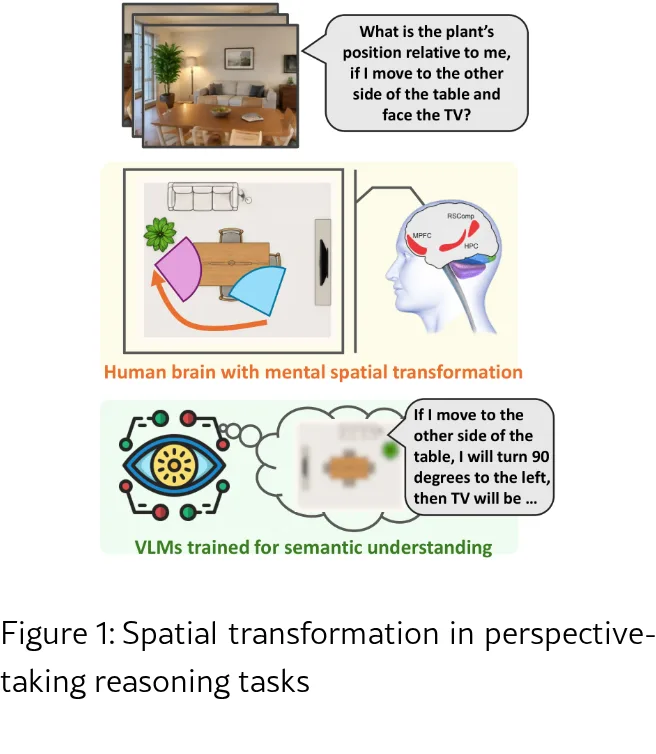 What is the plant's
position relative to me,
if I move to the other
side of the table and
face the TV?
RSComp
MPFC
HPC
Human brain with mental spatial transformation
If I move to the
other side of the
table, I will turn 90
degrees to the left,
then TV will be ...
VLMs trained for semantic understanding
Figure 1: Spatial transformation in perspective-
taking reasoning tasks